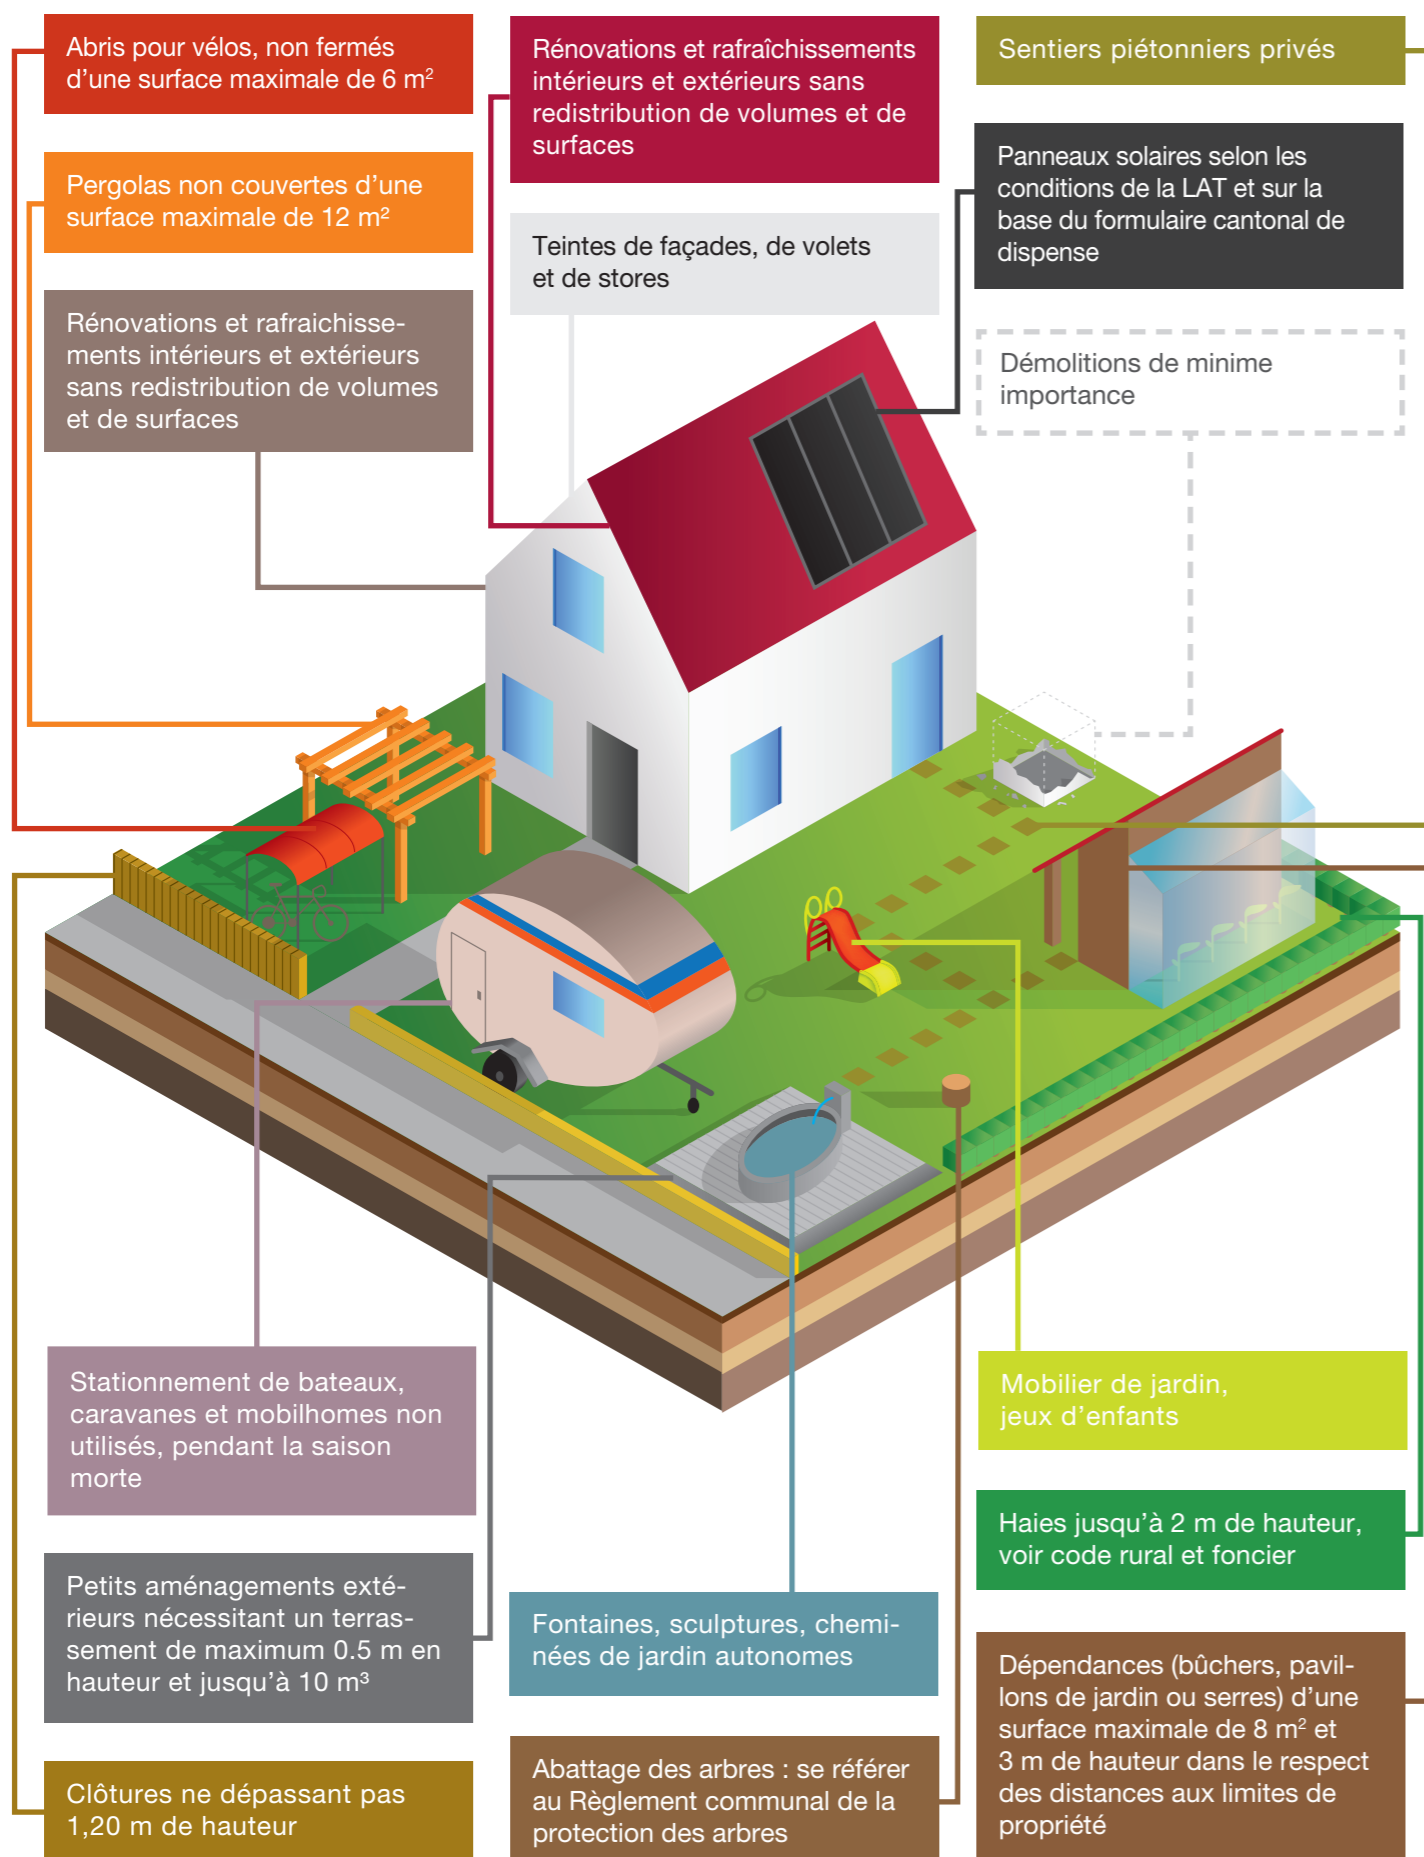 Abris pour vélos, non fermés
d'une surface maximale de 6 m²
Pergolas non couvertes d'une
surface maximale de 12 m²
Rénovations et rafraichisse-
ments intérieurs et extérieurs
sans redistribution de volumes
et de surfaces
Rénovations et rafraîchissements
intérieurs et extérieurs sans
redistribution de volumes et de
surfaces
Teintes de façades, de volets
et de stores
Sentiers piétonniers privés
Panneaux solaires selon les
conditions de la LAT et sur la
base du formulaire cantonal de
dispense
Démolitions de minime
importance
Stationnement de bateaux,
caravanes et mobilhomes non
utilisés, pendant la saison
morte
Petits aménagements exté-
rieurs nécessitant un terras-
sement de maximum 0.5 m en
hauteur et jusqu'à 10 m³
Clôtures ne dépassant pas
1,20 m de hauteur
Fontaines, sculptures, chemi-
nées de jardin autonomes
Abattage des arbres : se référer
au Règlement communal de la
protection des arbres
Mobilier de jardin,
jeux d'enfants
Haies jusqu'à 2 m de hauteur,
voir code rural et foncier
Dépendances (bûchers, pavil-
lons de jardin ou serres) d'une
surface maximale de 8 m² et
3 m de hauteur dans le respect
des distances aux limites de
propriété